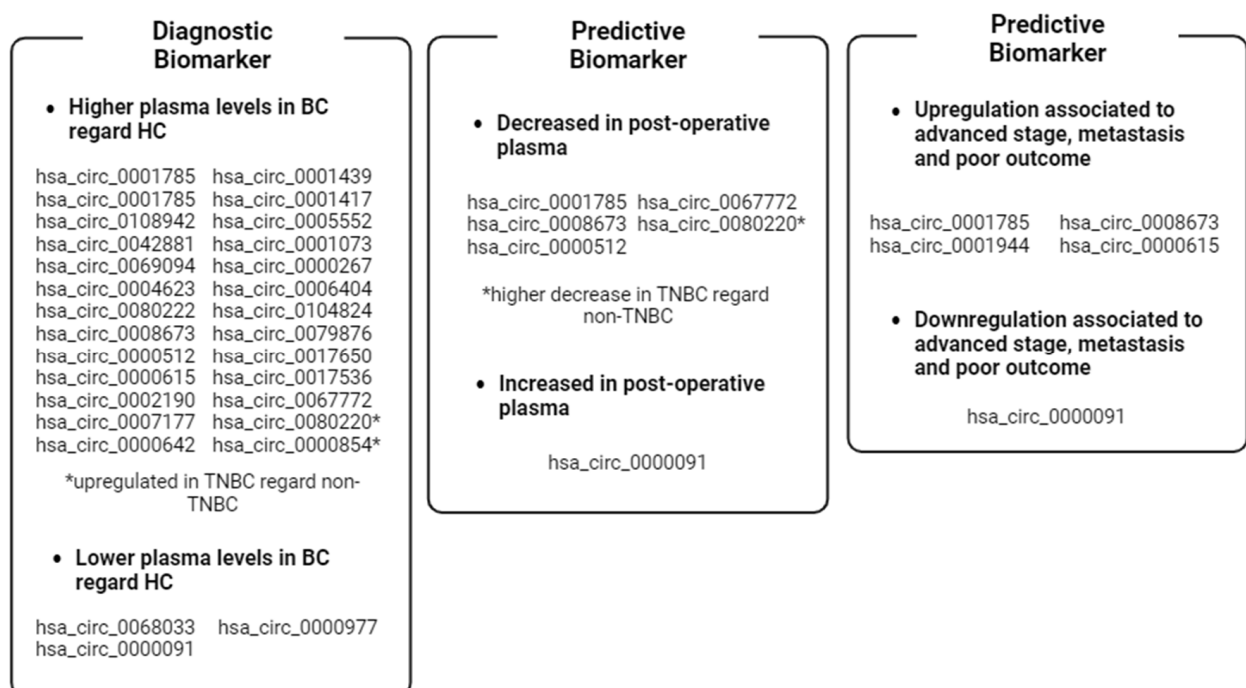 Diagnostic
Biomarker
• Higher plasma levels in BC
regard HC
hsa_circ_0001785 hsa_circ_0001439
hsa_circ_0001785 hsa_circ_0001417
hsa_circ_0108942 hsa_circ_0005552
hsa_circ_0042881 hsa_circ_0001073
hsa_circ_0069094 hsa_circ_0000267
hsa_circ_0004623 hsa_circ_0006404
hsa_circ_0080222 hsa_circ_0104824
hsa_circ_0008673 hsa_circ_0079876
hsa_circ_0000512 hsa_circ_0017650
hsa_circ_0000615 hsa_circ_0017536
hsa_circ_0002190 hsa_circ_0067772
hsa_circ_0007177 hsa_circ_0080220*
hsa_circ_0000642 hsa_circ_0000854*
*upregulated in TNBC regard non-
TNBC
• Lower plasma levels in BC
regard HC
hsa_circ_0068033 hsa_circ_0000977
hsa_circ_0000091
Predictive
Biomarker
• Decreased in post-operative
plasma
hsa_circ_0001785 hsa_circ_0067772
hsa_circ_0008673 hsa_circ_0080220*
hsa_circ_0000512
*higher decrease in TNBC regard
non-TNBC
• Increased in post-operative
plasma
hsa_circ_0000091
Predictive
Biomarker
• Upregulation associated to
advanced stage, metastasis
and poor outcome
hsa_circ_0001785 hsa_circ_0008673
hsa_circ_0001944 hsa_circ_0000615
• Downregulation associated to
advanced stage, metastasis
and poor outcome
hsa_circ_0000091